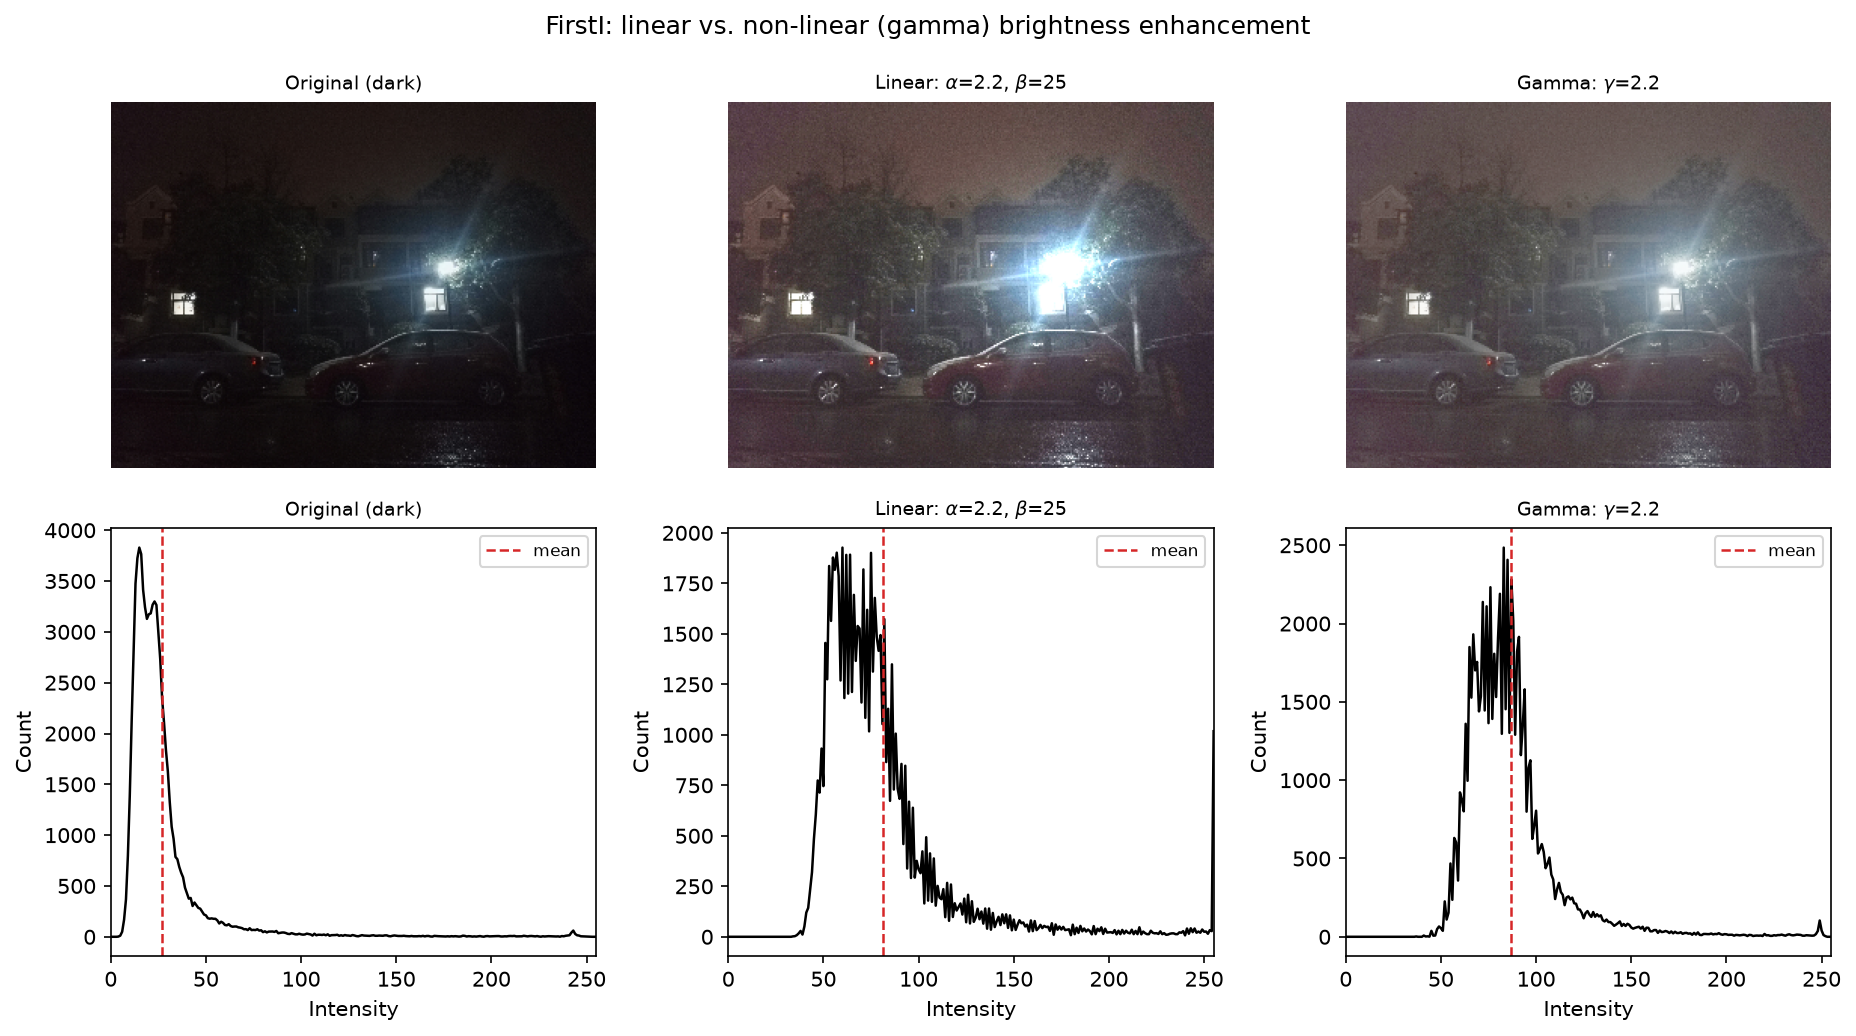 FirstI: linear vs. non-linear (gamma) brightness enhancement
Original (dark)
Linear: α=2.2, β=25
Gamma: γ=2.2
Original (dark)
4000
3500
3000
2500
2000
1500
1000
500
0
Count
mean
0 50 100 150 200 250
Intensity
Linear: α=2.2, β=25
2000
1750
1500
1250
1000
750
500
250
0
Count
mean
0 50 100 150 200 250
Intensity
Gamma: γ=2.2
2500
2000
1500
1000
500
0
Count
mean
0 50 100 150 200 250
Intensity